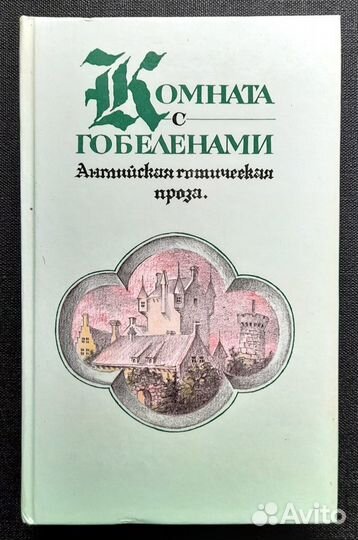 Комната
с
гобеленами
Английская готическая
проза.
Avito